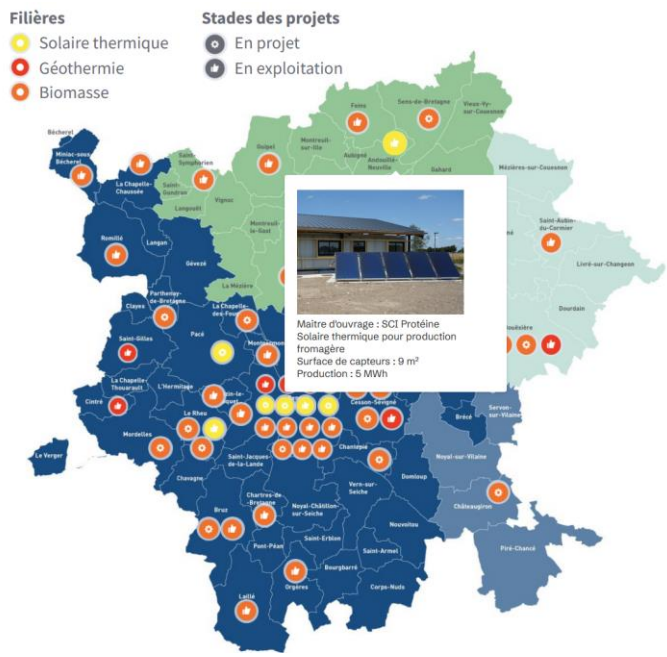 Filières
Solaire thermique
Géothermie
Biomasse
Stades des projets
En projet
En exploitation
Bécherel
Miniac-sous-
Bécherel
La Chapelle-
Chaussée
Romillé
Langan
Gévezé
Saint-
Symphorien
Saint-
Gondran
Langouët
Vignoc
Guipel
Montreuil-
sur-Ille
Montreuil-
le-Gast
La Mézière
Feins
Aubigné
Andouillé-
Neuville
Sens-de-Bretagne
Vieux-Vy-
sur-Couesnon
Gahard
Mézières-sur-Couesnon
Saint-Aubin-
du-Cormier
Livré-sur-Changeon
Dourdain
Maitre d'ouvrage : SCI Protéine
Solaire thermique pour production
fromagère
Surface de capteurs : 9 m²
Production : 5 MWh
Parthenay-
de-Bretagne
Clayes
Saint-Gilles
Pacé
La Chapelle-
La Chapelle-
Thouarault
L'Hermitage
Cintré
Le Rheu
Mordelles
Le Verger
Saint-Jacques-
de-la-Lande
Chavagne
Cesson-Sévigné
Chantepie
Brécé
Servon-
sur-Vilaine
Noyal-sur-Vilaine
Domloup
Châteaugiron
Piré-Chancé
Vern-sur-
Seiche
Nouvoitou
Chartres-de-
Bretagne
Noyal-Châtillon-
sur-Seiche
Bruz
Pont-Péan
Saint-Erblon
Saint-Armel
Bourgbarré
Orgères
Corps-Nuds
Laillé